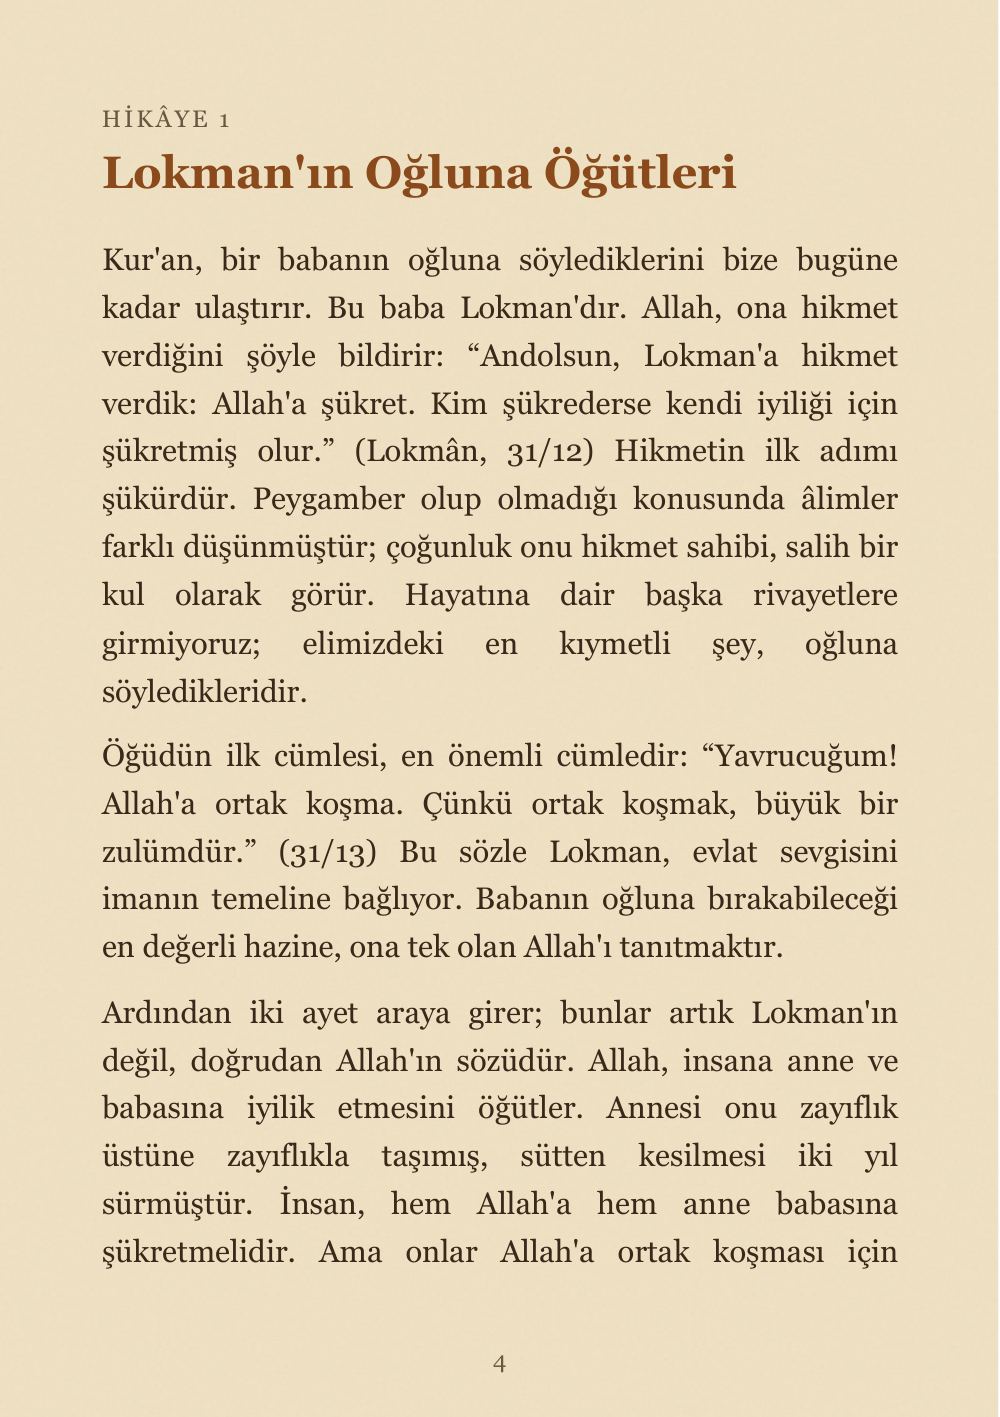 HİKÂYE 1
Lokman'ın Oğluna Öğütleri
Kur'an, bir babanın oğluna söylediklerini bize bugüne
kadar ulaştırır. Bu baba Lokman'dır. Allah, ona hikmet
verdiğini şöyle bildirir: “Andolsun, Lokman'a hikmet
verdik: Allah'a şükret. Kim şükrederse kendi iyiliği için
şükretmiş olur.” (Lokmân, 31/12) Hikmetin ilk adımı
şükürdür. Peygamber olup olmadığı konusunda âlimler
farklı düşünmüştür; çoğunluk onu hikmet sahibi, salih bir
kul olarak görür. Hayatına dair başka rivayetlere
girmiyoruz; elimizdeki en kıymetli şey, oğluna
söyledikleridir.
Öğüdün ilk cümlesi, en önemli cümledir: “Yavrucuğum!
Allah'a ortak koşma. Çünkü ortak koşmak, büyük bir
zulümdür.” (31/13) Bu sözle Lokman, evlat sevgisini
imanın temeline bağlıyor. Babanın oğluna bırakabileceği
en değerli hazine, ona tek olan Allah'ı tanıtmaktır.
Ardından iki ayet araya girer; bunlar artık Lokman'ın
değil, doğrudan Allah'ın sözüdür. Allah, insana anne ve
babasına iyilik etmesini öğütler. Annesi onu zayıflık
üstüne zayıflıkla taşımış, sütten kesilmesi iki yıl
sürmüştür. İnsan, hem Allah'a hem anne babasına
şükretmelidir. Ama onlar Allah'a ortak koşması için
4